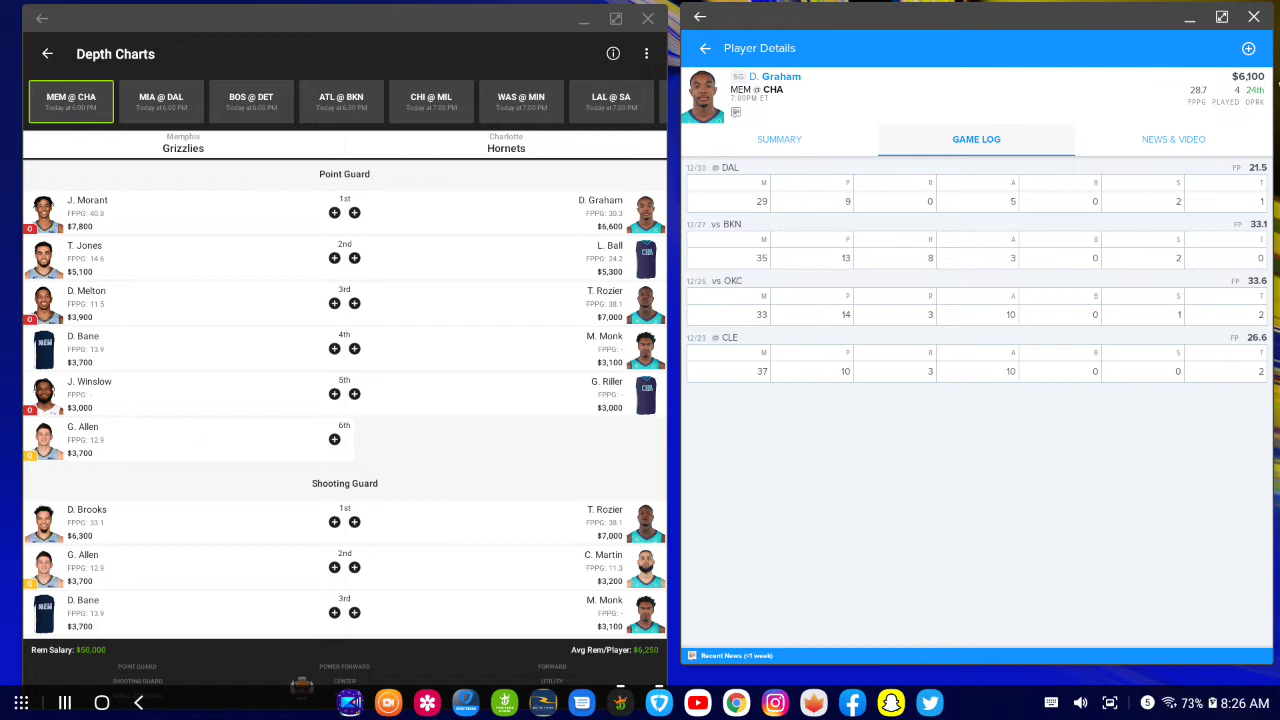 Depth Charts
MEM @ CHA
Today at 6:00 PM
MIA @ DAL
Today at 6:00 PM
BOS @ DET
Today at 6:00 PM
ATL @ BKN
Today at 6:30 PM
CHI @ MIL
Today at 7:00 PM
WAS @ MIN
Today at 7:00 PM
LAL @ SA
Today at 7:00 PM
Memphis
Grizzlies
Charlotte
Hornets
Point Guard
J. Morant
FPPG: 40.8
$7,800
O
1st
D. Graham
FPPG: 30.3
$6,600
T. Jones
FPPG: 14.6
$5,100
2nd
L. Ball
FPPG: 24.2
$5,300
D. Melton
FPPG: 11.5
$3,900
O
3rd
T. Rozier
FPPG: 38.1
$7,000
D. Bane
FPPG: 13.9
$3,700
4th
M. Monk
FPPG: -
$3,100
J. Winslow
FPPG: -
$3,000
O
5th
G. Riller
FPPG: -
$3,000
G. Allen
FPPG: 12.9
$3,700
Q
6th
Shooting Guard
D. Brooks
FPPG: 33.1
$6,300
1st
T. Rozier
FPPG: 38.1
$7,000
G. Allen
FPPG: 12.9
$3,700
Q
2nd
C. Martin
FPPG: 11.3
$3,200
D. Bane
FPPG: 13.9
$3,700
3rd
M. Monk
FPPG: -
$3,100
Rem Salary: $50,000
Avg Rem/Player: $6,250
POINT GUARD
POWER FORWARD
FORWARD
SHOOTING GUARD
CENTER
UTILITY
Player Details
SG D. Graham
MEM @ CHA
7:00PM ET
$6,100
28.7 4 24th
FPPG PLAYED OPRK
SUMMARY
GAME LOG
NEWS & VIDEO
12/30 @ DAL FP 21.5
M P R A B S T
29 9 0 5 0 2 1
12/27 vs BKN FP 33.1
M P R A B S T
35 13 8 3 0 2 0
12/26 vs OKC FP 33.6
M P R A B S T
33 14 3 10 0 1 2
12/23 @ CLE FP 26.6
M P R A B S T
37 10 3 10 0 0 2
Recent News (<1 week)
5
73%
8:28 AM